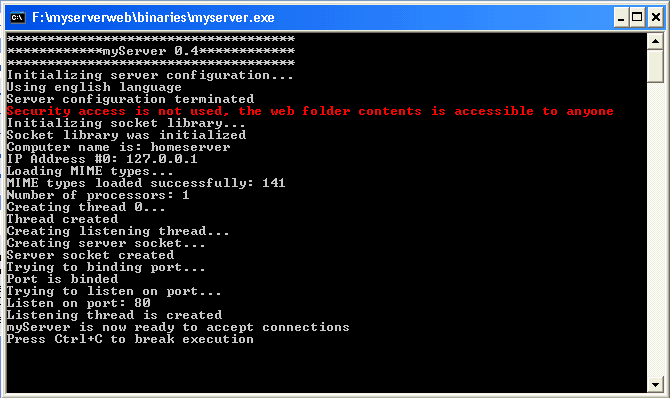 F:\myserverweb\binaries\myserver.exe
************************************
************myServer 0.4************
************************************
Initializing server configuration...
Using english language
Server configuration terminated
Security access is not used, the web folder contents is accessible to anyone
Initializing socket library...
Socket library was initialized
Computer name is: homeserver
IP Address #0: 127.0.0.1
Loading MIME types...
MIME types loaded successfully: 141
Number of processors: 1
Creating thread 0...
Thread created
Creating listening thread...
Creating server socket...
Server socket created
Trying to binding port...
Port is binded
Trying to listen on port...
Listen on port: 80
Listening thread is created
myServer is now ready to accept connections
Press Ctrl+C to break execution